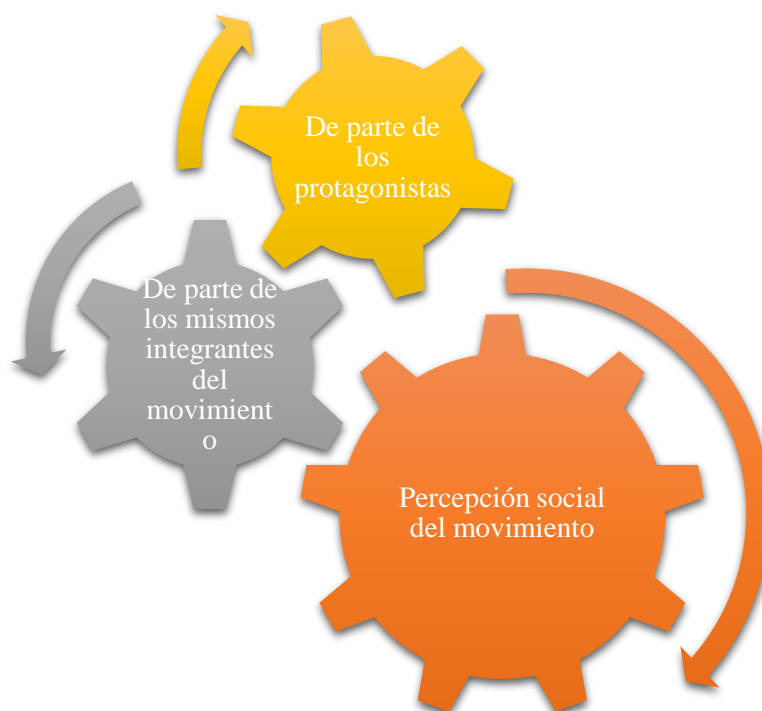 De parte de
los
protagonistas
De parte de
los mismos
integrantes
del
movimient
o
Percepción social
del movimiento